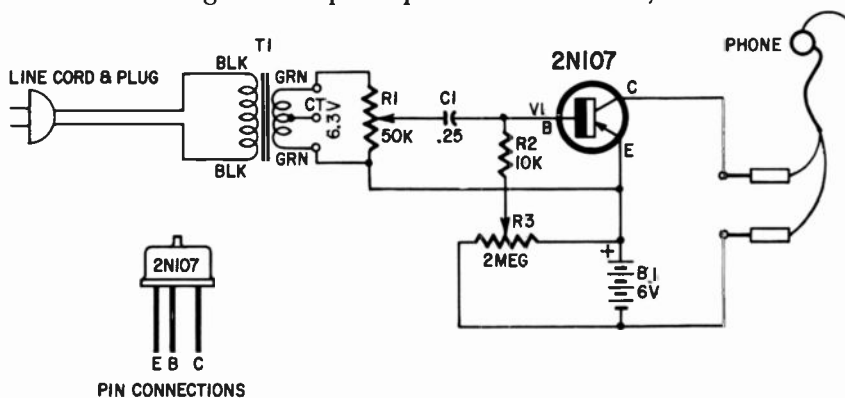 T1
BLK
GRN
LINE CORD & PLUG
CT
6.3V
GRN
BLK
R1
50K
C1
.25
V1
B
2N107
C
E
R2
10K
R3
2MEG
+
B1
6V
PHONE
2N107
E B C
PIN CONNECTIONS